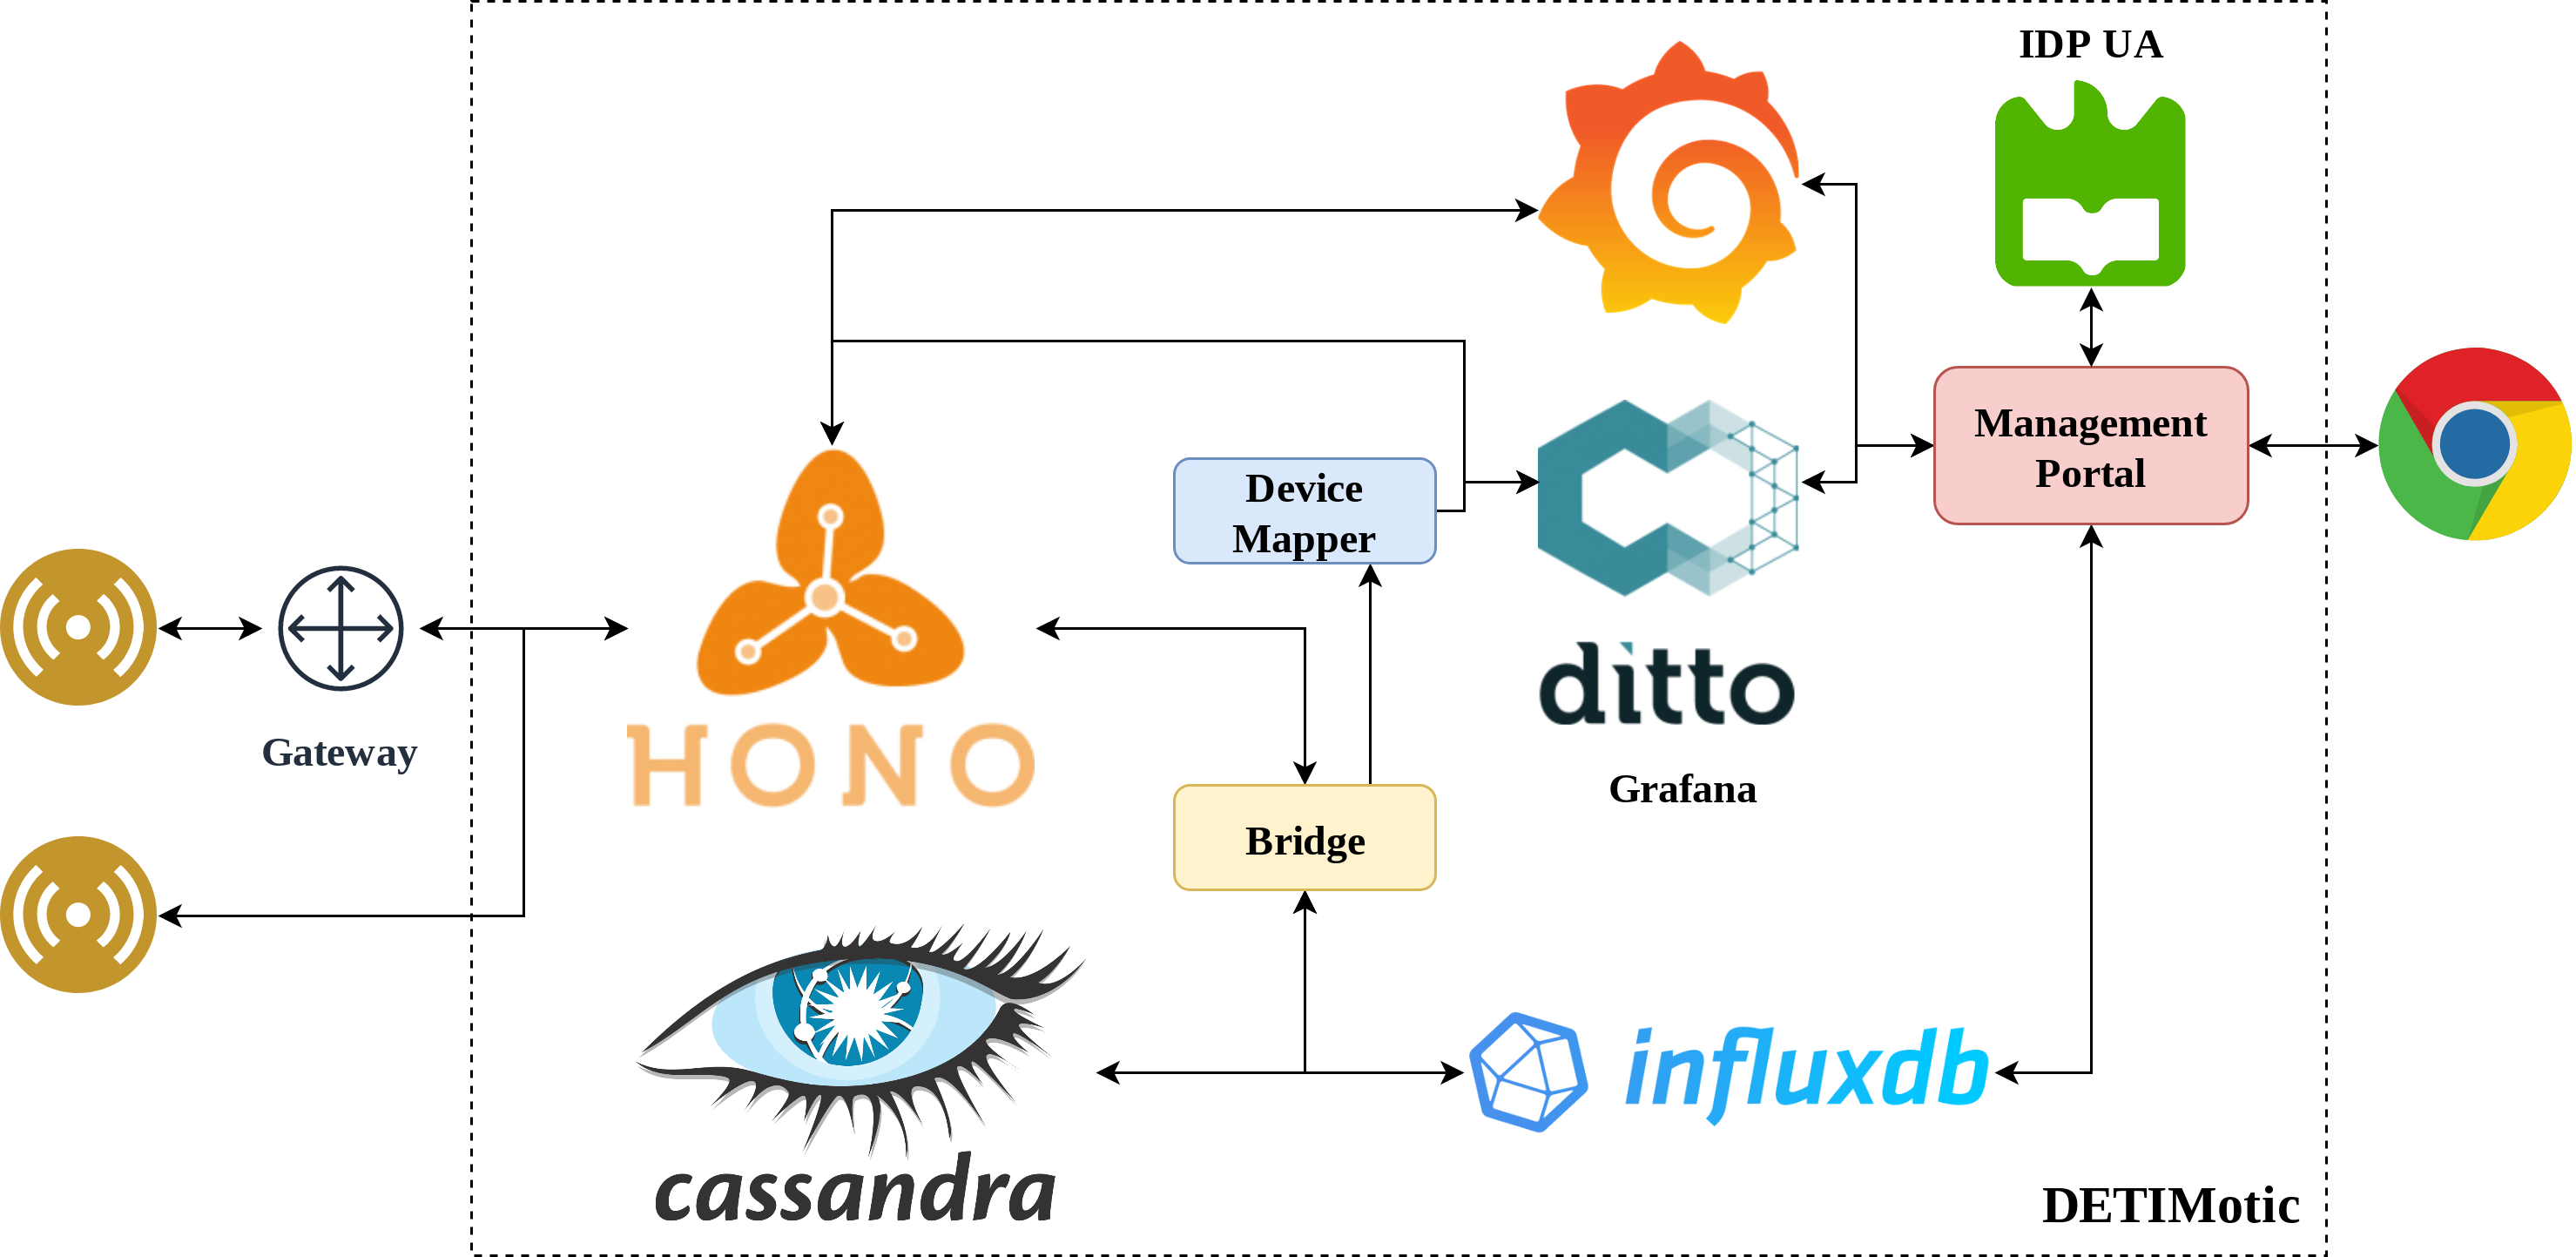 IDP UA
Management
Portal
Device
Mapper
Gateway
HONO
ditto
Grafana
Bridge
influxdb
cassandra
DETIMotic